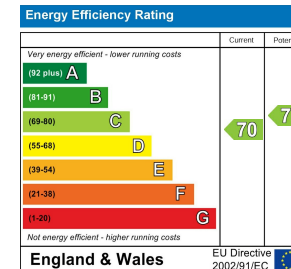 Energy Efficiency Rating
Current
Very energy efficient - lower running costs
(92 plus) A
(81-91) B
(69-80) C
(55-68) D
(39-54) E
(21-38) F
(1-20) G
70
Not energy efficient - higher running costs
England & Wales
EU Directive
2002/91/EC